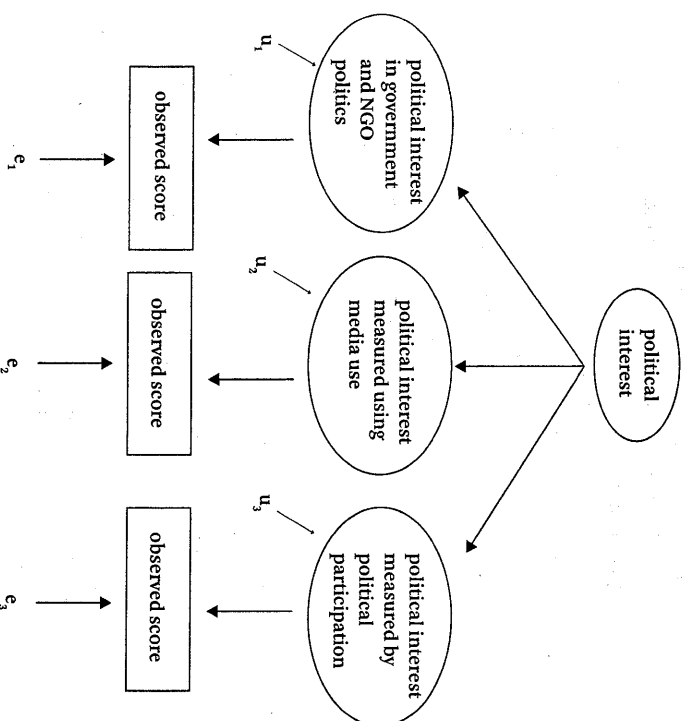 political
interest
political interest
in government
and NGO
politics
political interest
measured using
media use
political interest
measured by
political
participation
u₁
u₂
u₃
observed score
observed score
observed score
e₁
e₂
e₃